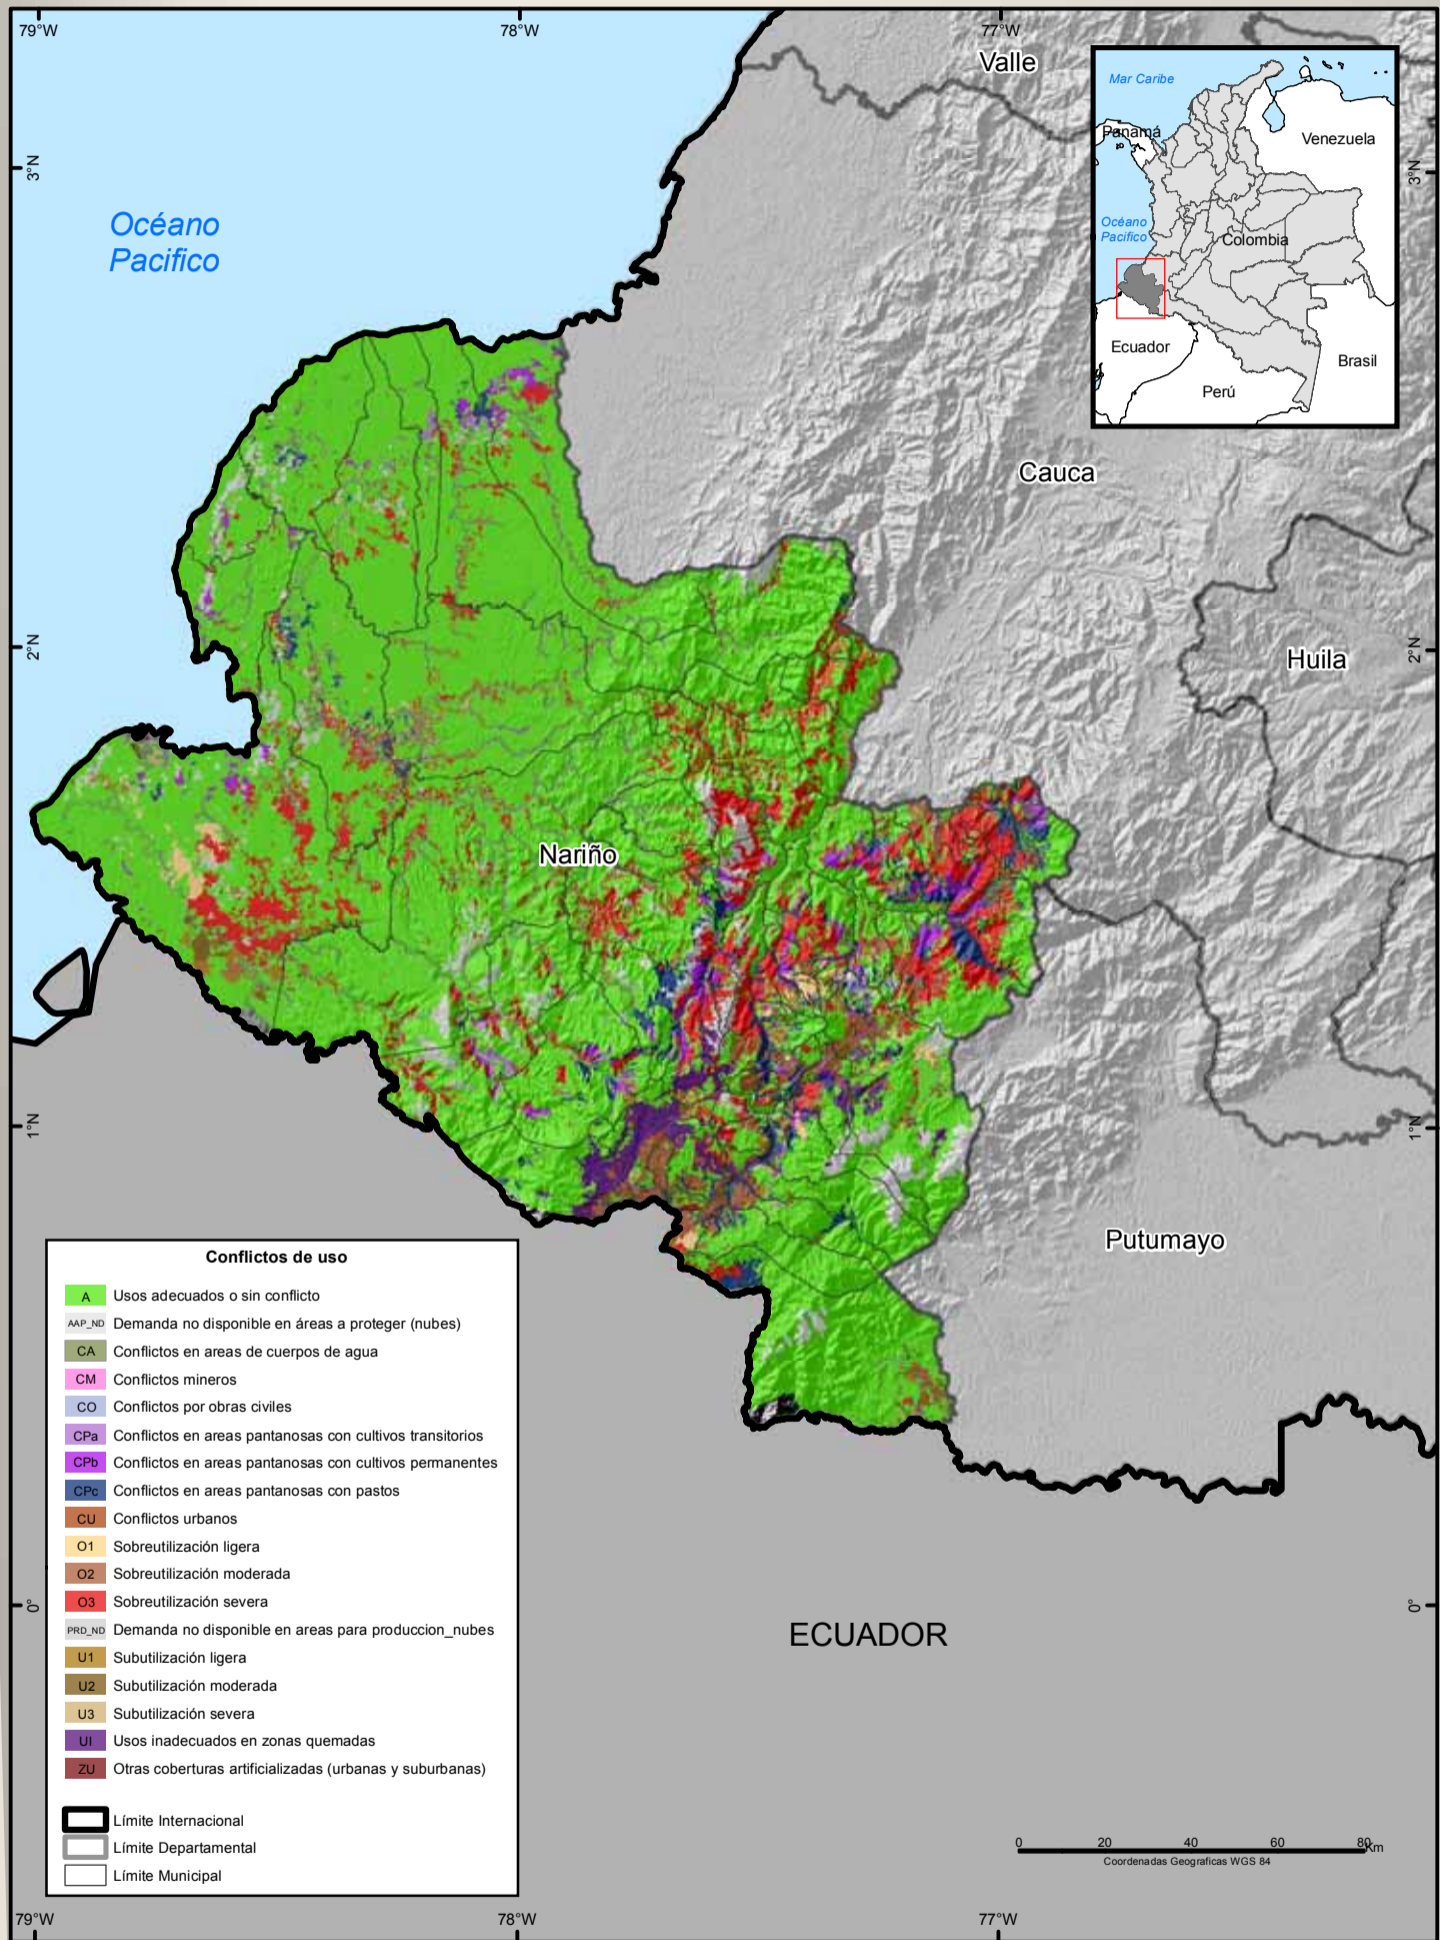 79°W
78°W
77°W
Valle
Mar Caribe
Panamá
Venezuela
3°N
3°N
Océano
Pacifico
Océano
Pacifico
Colombia
Ecuador
Brasil
Perú
Cauca
2°N
2°N
Huila
Nariño
1°N
1°N
Putumayo
Conflictos de uso
A Usos adecuados o sin conflicto
AAP_ND Demanda no disponible en áreas a proteger (nubes)
CA Conflictos en areas de cuerpos de agua
CM Conflictos mineros
CO Conflictos por obras civiles
CPa Conflictos en areas pantanosas con cultivos transitorios
CPb Conflictos en areas pantanosas con cultivos permanentes
CPc Conflictos en areas pantanosas con pastos
CU Conflictos urbanos
O1 Sobreutilización ligera
O2 Sobreutilización moderada
O3 Sobreutilización severa
PRD_ND Demanda no disponible en areas para produccion_nubes
U1 Subutilización ligera
U2 Subutilización moderada
U3 Subutilización severa
UI Usos inadecuados en zonas quemadas
ZU Otras coberturas artificializadas (urbanas y suburbanas)
Límite Internacional
Límite Departamental
Límite Municipal
0°
0°
ECUADOR
0 20 40 60 80 Km
Coordenadas Geograficas WGS 84
79°W
78°W
77°W